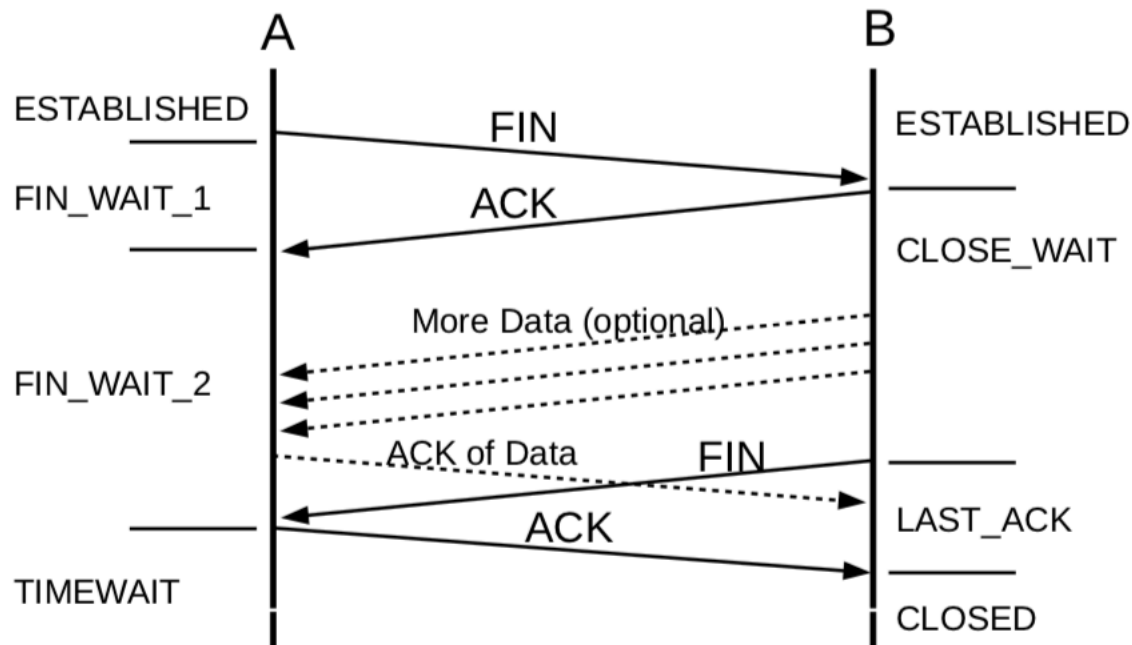 A
B
ESTABLISHED
FIN
ESTABLISHED
FIN_WAIT_1
ACK
CLOSE_WAIT
More Data (optional)
FIN_WAIT_2
ACK of Data
FIN
ACK
LAST_ACK
TIMEWAIT
CLOSED